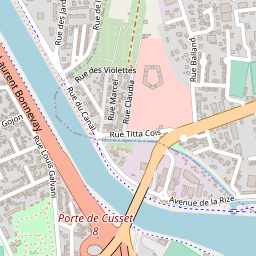 Rue des Jard
Rue de
Rue des Violettes
Rue Balland
Rue Marcel
Rue Claudia
Rue du Canal
Laurent Bonnevay
Gojon
Rue Titta Coïs
Rue Louis Galvani
Avenue de la Rize
Porte de Cusset
8